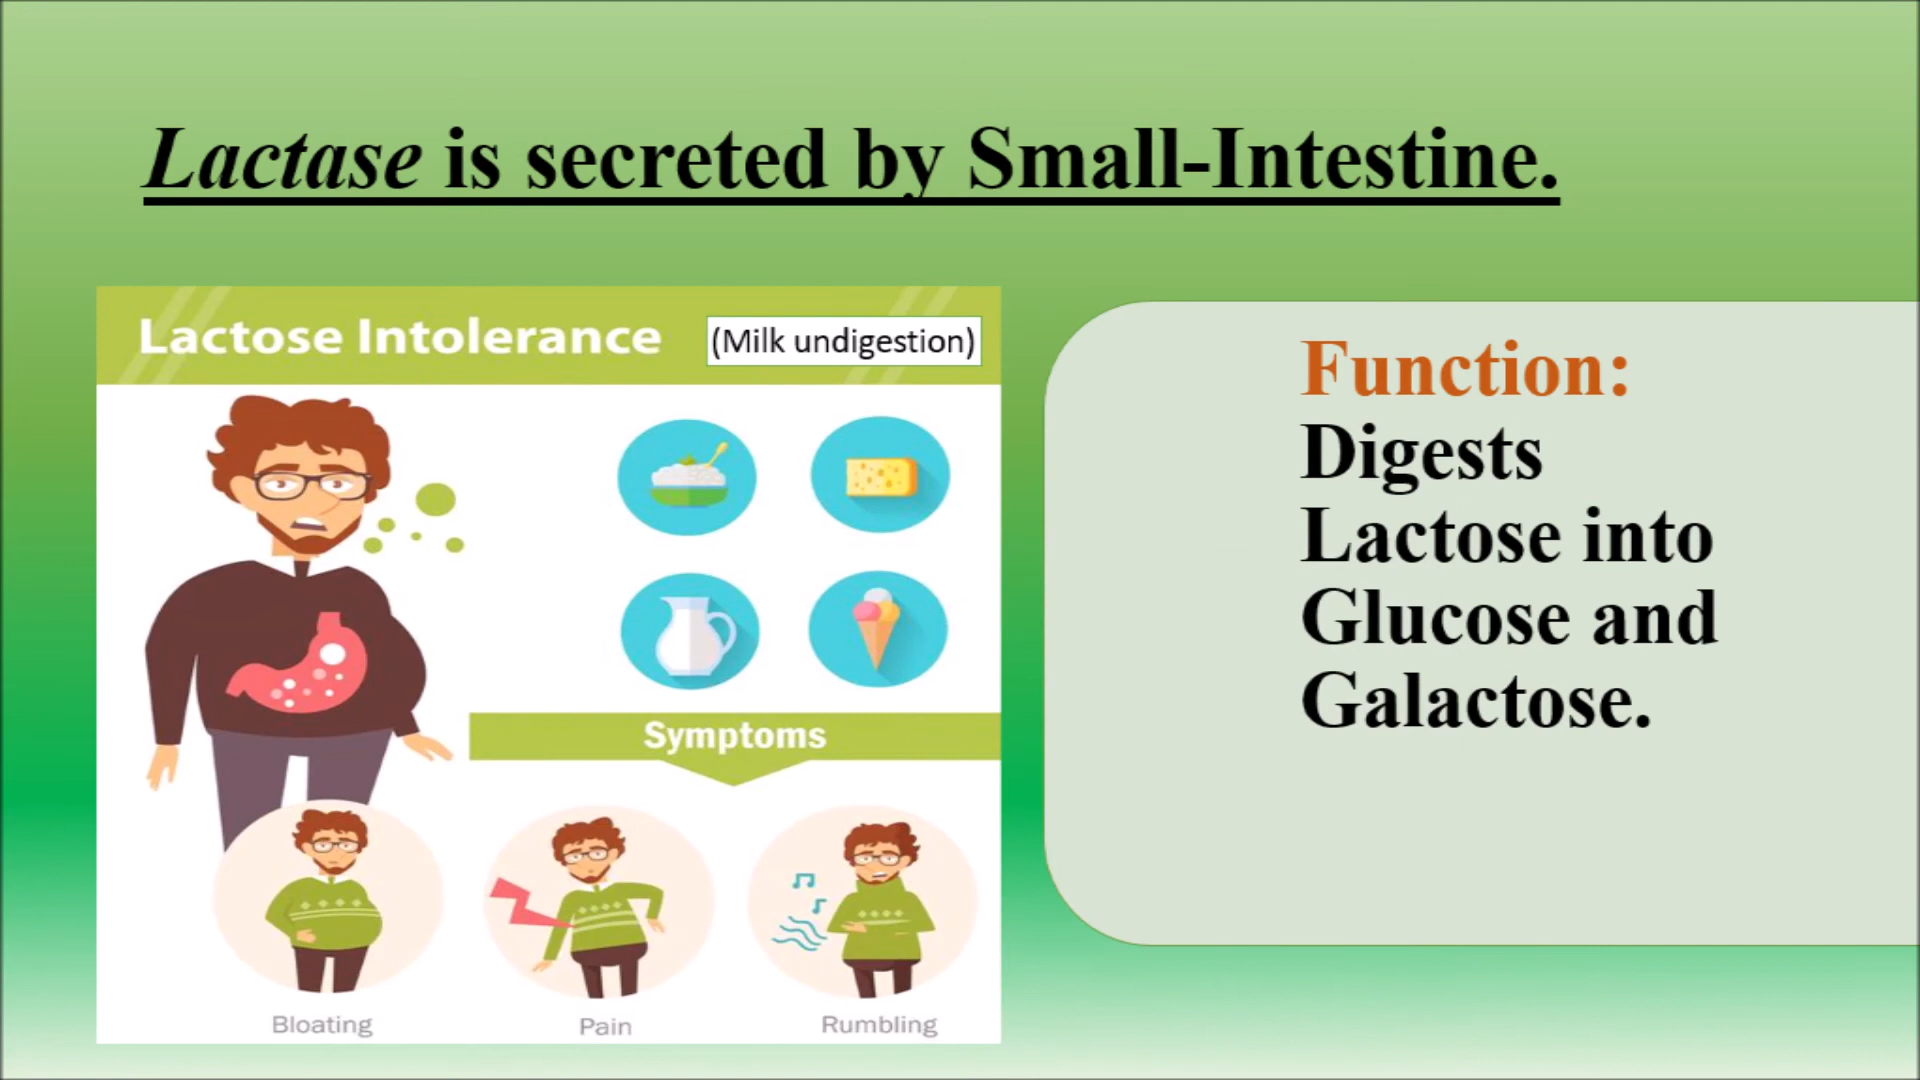 Lactase is secreted by Small-Intestine.
Lactose Intolerance
(Milk undigestion)
Symptoms
Bloating
Pain
Rumbling
Function:
Digests
Lactose into
Glucose and
Galactose.